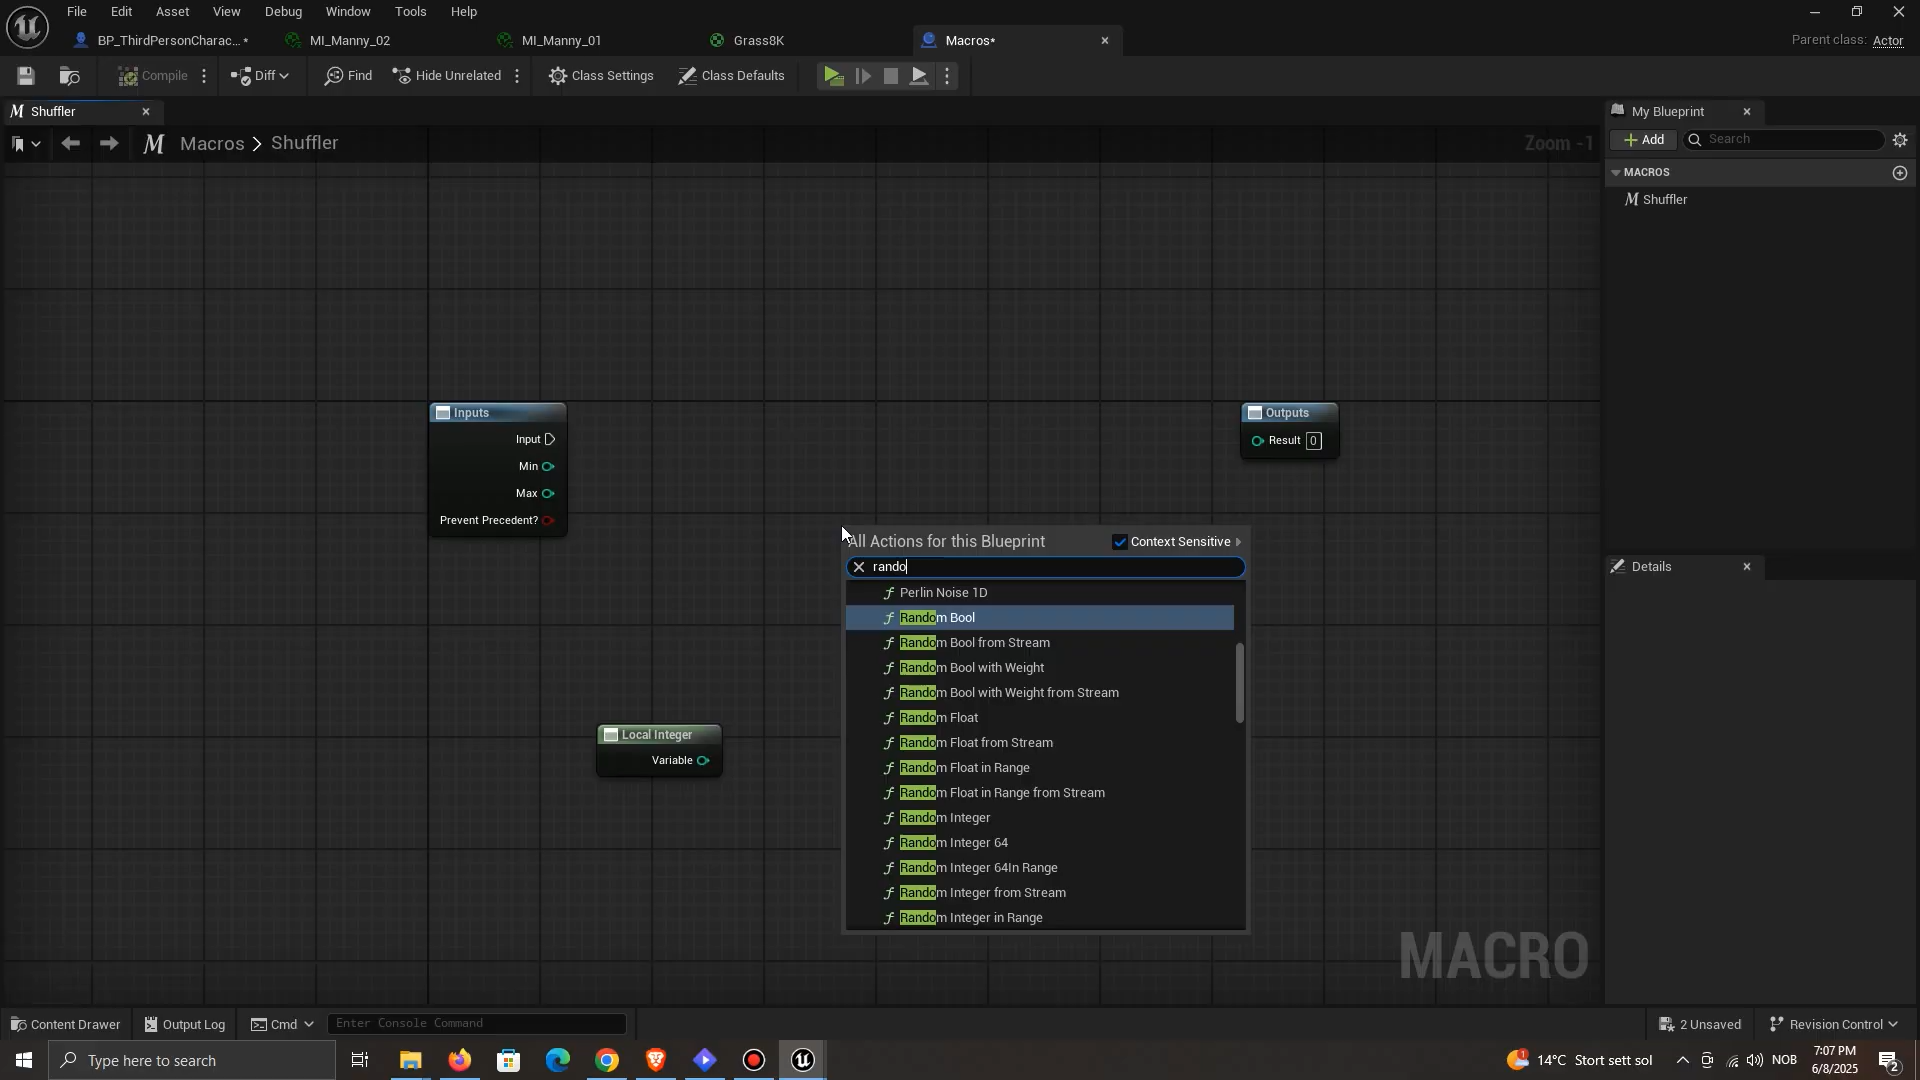 File Edit Asset View Debug Window Tools Help
BP_ThirdPersonCharac...* MI_Manny_02 MI_Manny_01 Grass8K Macros* Parent class: Actor
Compile Diff Find Hide Unrelated Class Settings Class Defaults
Shuffler
Macros > Shuffler Zoom -1
My Blueprint
Add Search
MACROS
Shuffler
Details
Inputs
Input
Min
Max
Prevent Precedent?
Outputs
Result 0
Local Integer
Variable
All Actions for this Blueprint Context Sensitive
rando
Perlin Noise 1D
Random Bool
Random Bool from Stream
Random Bool with Weight
Random Bool with Weight from Stream
Random Float
Random Float from Stream
Random Float in Range
Random Float in Range from Stream
Random Integer
Random Integer 64
Random Integer 64In Range
Random Integer from Stream
Random Integer in Range
MACRO
Content Drawer Output Log Cmd Enter Console Command 2 Unsaved Revision Control
Type here to search 14°C Stort sett sol NOB 7:07 PM
6/8/2025 2